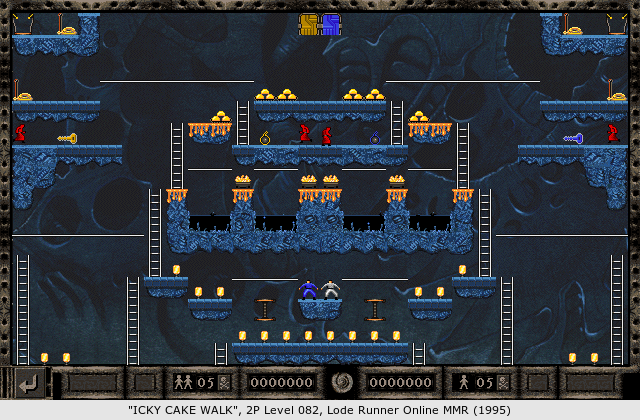 05 0000000 0000000 05
"ICKY CAKE WALK", 2P Level 082, Lode Runner Online MMR (1995)